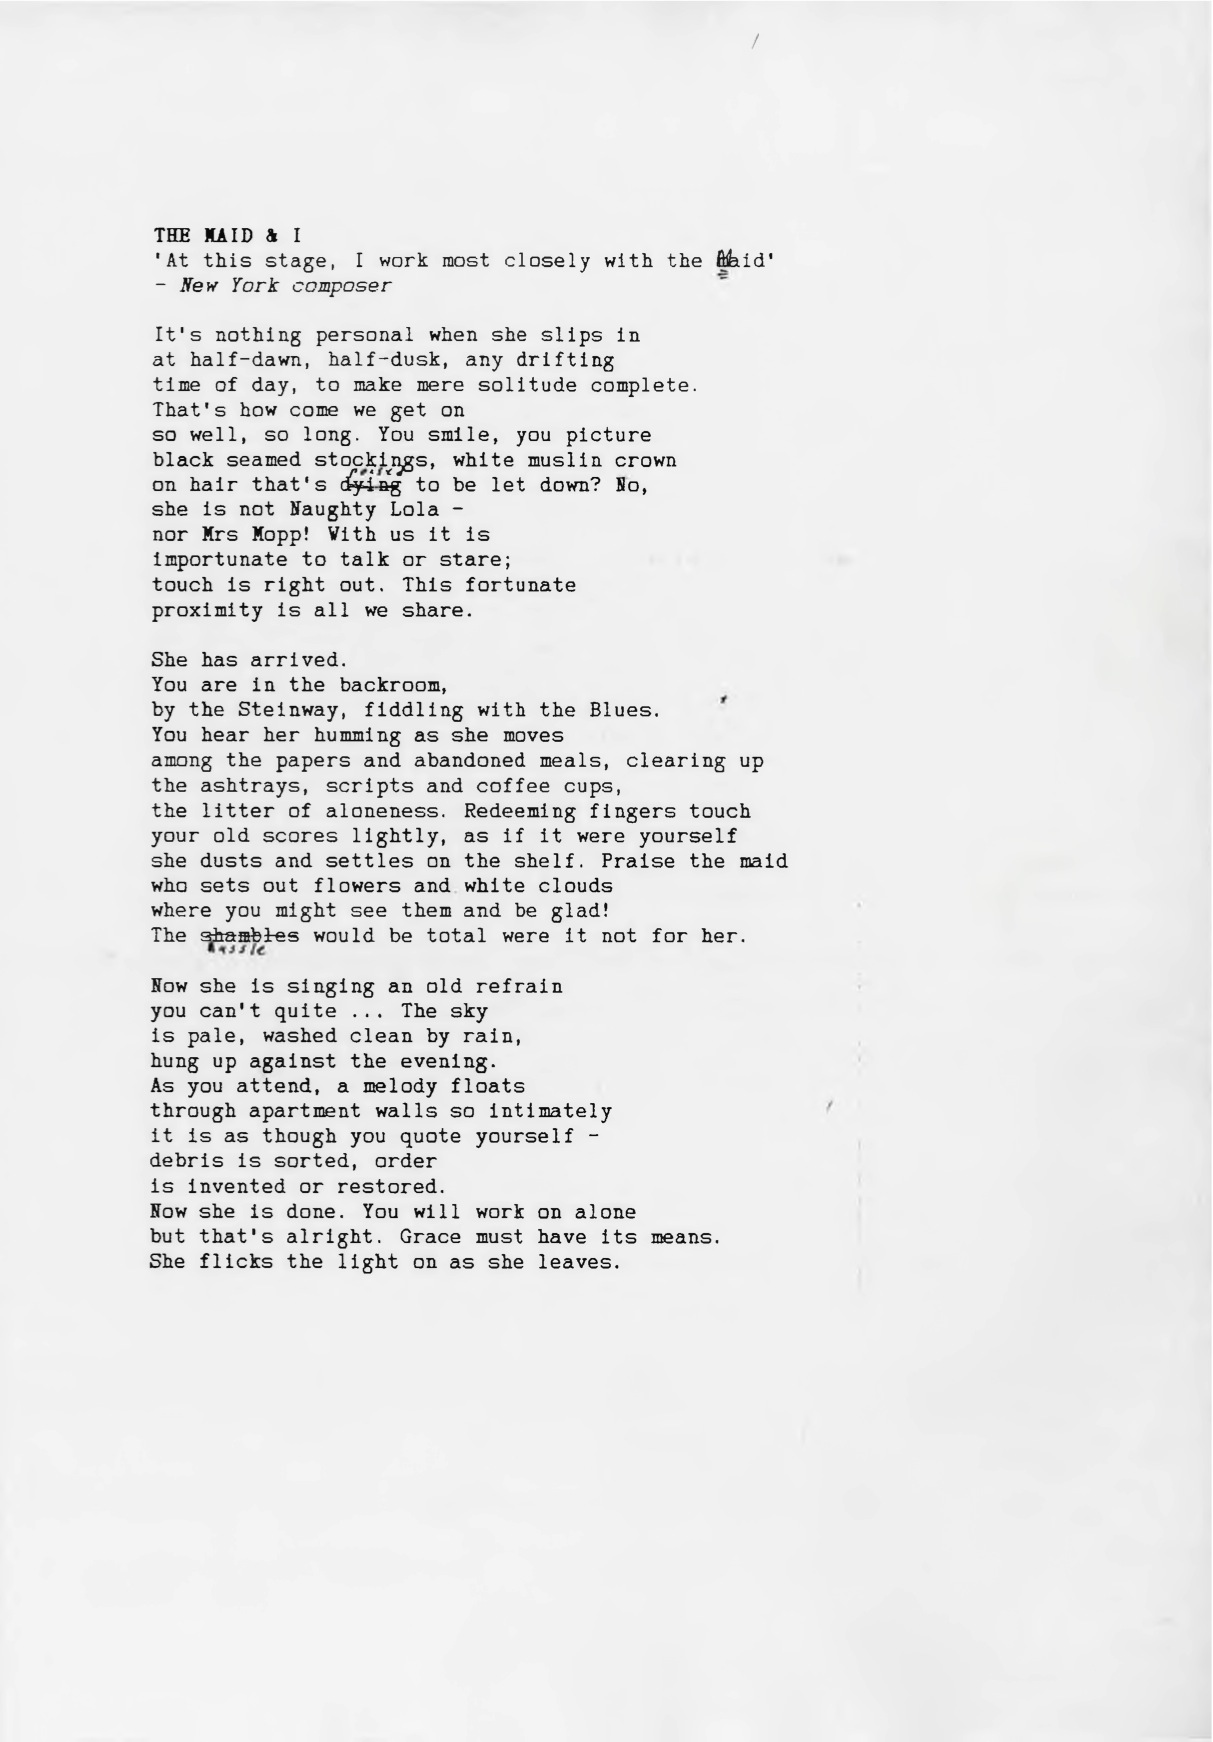 THE MAID & I
'At this stage, I work most closely with the Maid'
- New York composer
It's nothing personal when she slips in
at half-dawn, half-dusk, any drifting
time of day, to make mere solitude complete.
That's how come we get on
so well, so long. You smile, you picture
black seamed stockings, white muslin crown
on hair that's dying to be let down? No,
she is not Naughty Lola -
nor Mrs Mopp! With us it is
importunate to talk or stare;
touch is right out. This fortunate
proximity is all we share.
She has arrived.
You are in the backroom,
by the Steinway, fiddling with the Blues.
You hear her humming as she moves
among the papers and abandoned meals, clearing up
the ashtrays, scripts and coffee cups,
the litter of aloneness. Redeeming fingers touch
your old scores lightly, as if it were yourself
she dusts and settles on the shelf. Praise the maid
who sets out flowers and white clouds
where you might see them and be glad!
The shambles would be total were it not for her.
hassle
Now she is singing an old refrain
you can't quite ... The sky
is pale, washed clean by rain,
hung up against the evening.
As you attend, a melody floats
through apartment walls so intimately
it is as though you quote yourself -
debris is sorted, order
is invented or restored.
Now she is done. You will work on alone
but that's alright. Grace must have its means.
She flicks the light on as she leaves.